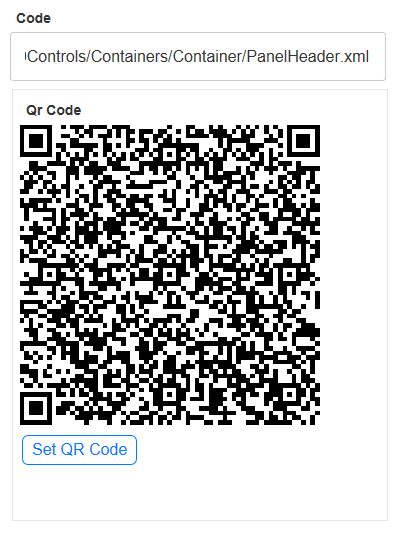 Code
Controls/Containers/Container/PanelHeader.xml
Qr Code
Set QR Code